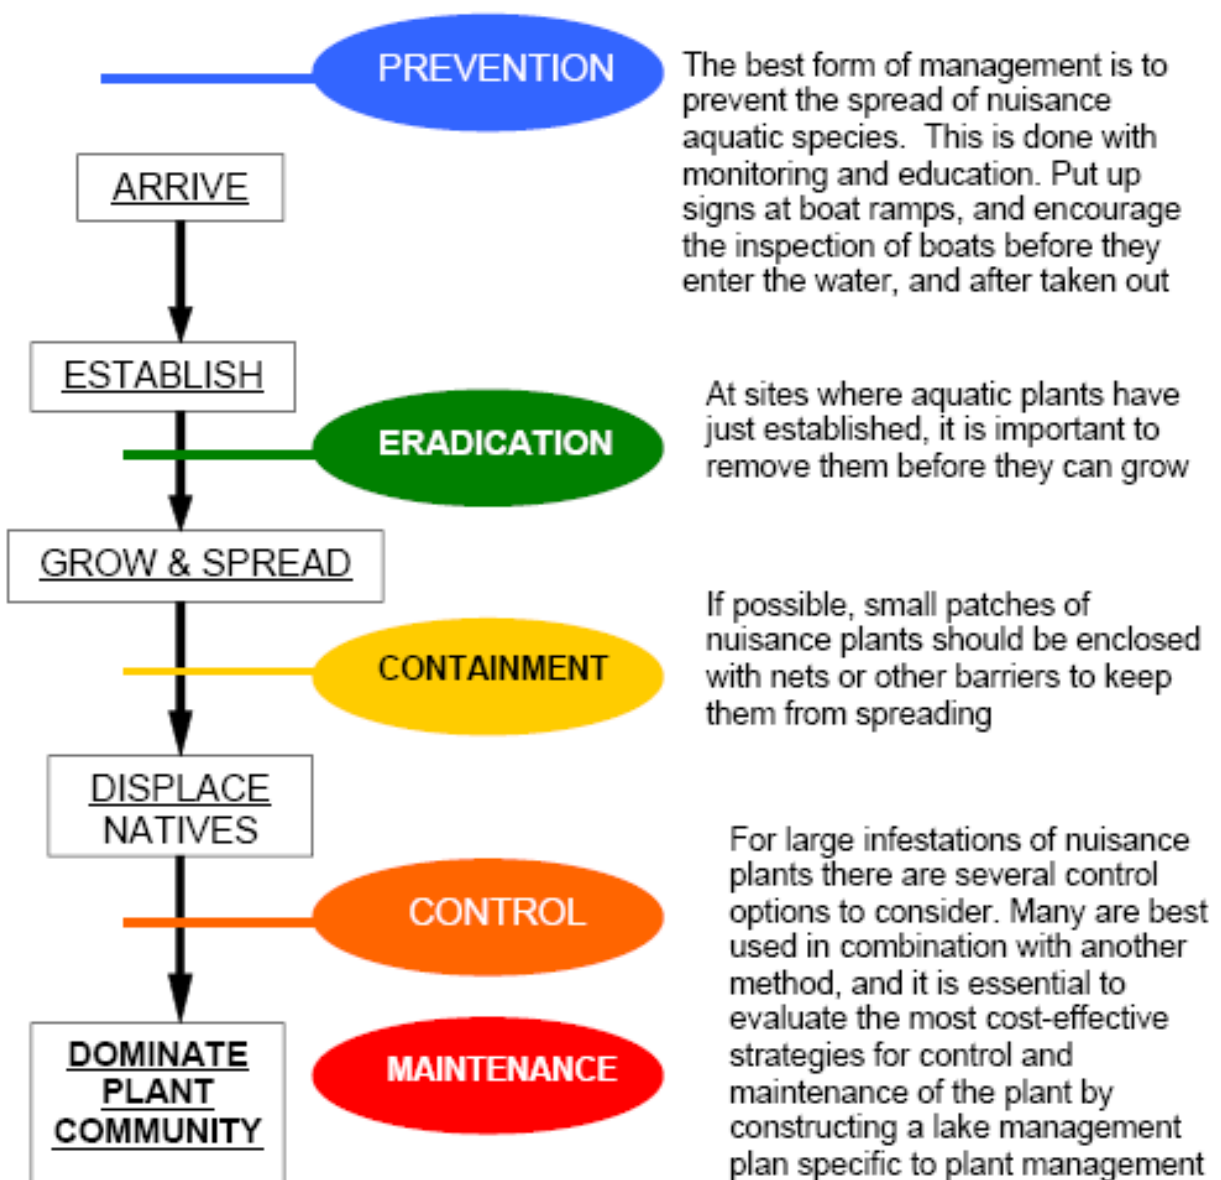 PREVENTION
The best form of management is to
prevent the spread of nuisance
aquatic species.  This is done with
monitoring and education. Put up
signs at boat ramps, and encourage
the inspection of boats before they
enter the water, and after taken out
ARRIVE
ESTABLISH
ERADICATION
At sites where aquatic plants have
just established, it is important to
remove them before they can grow
GROW & SPREAD
CONTAINMENT
If possible, small patches of
nuisance plants should be enclosed
with nets or other barriers to keep
them from spreading
DISPLACE
NATIVES
CONTROL
For large infestations of nuisance
plants there are several control
options to consider. Many are best
used in combination with another
method, and it is essential to
evaluate the most cost-effective
strategies for control and
maintenance of the plant by
constructing a lake management
plan specific to plant management
DOMINATE
PLANT
COMMUNITY
MAINTENANCE